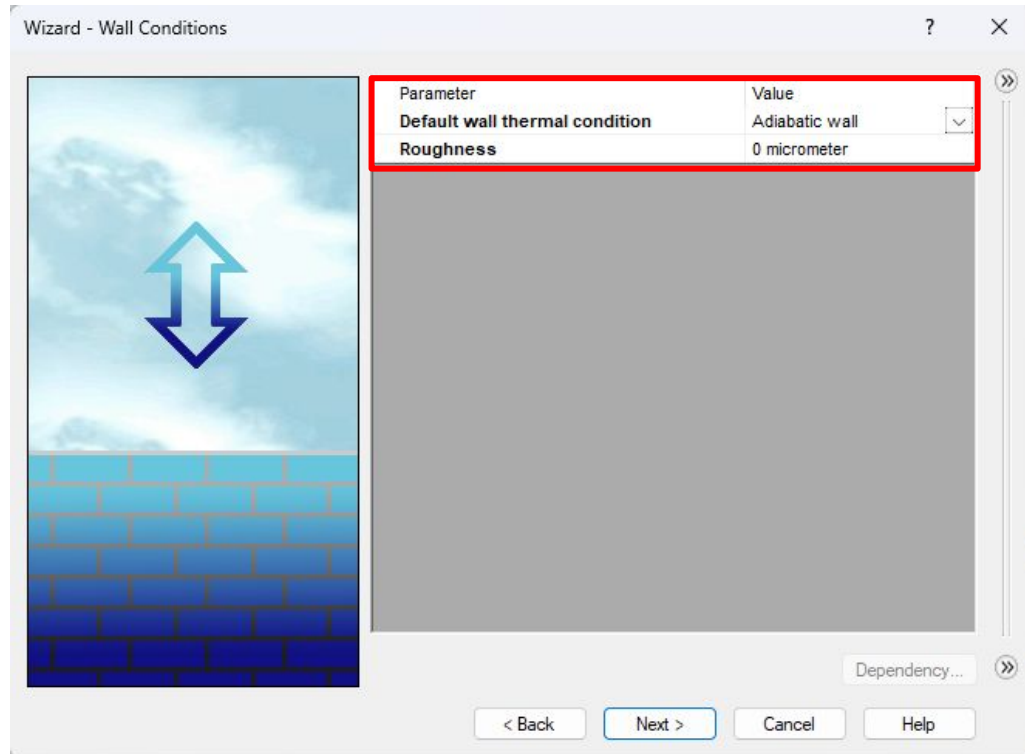 Wizard - Wall Conditions ?
Parameter Value
Default wall thermal condition Adiabatic wall
Roughness 0 micrometer
Dependency...
< Back Next > Cancel Help